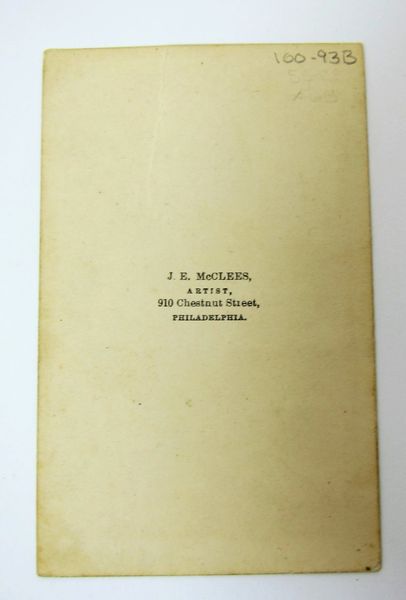 100-93B
J. E. McCLEES,
ARTIST,
910 Chestnut Street,
PHILADELPHIA.